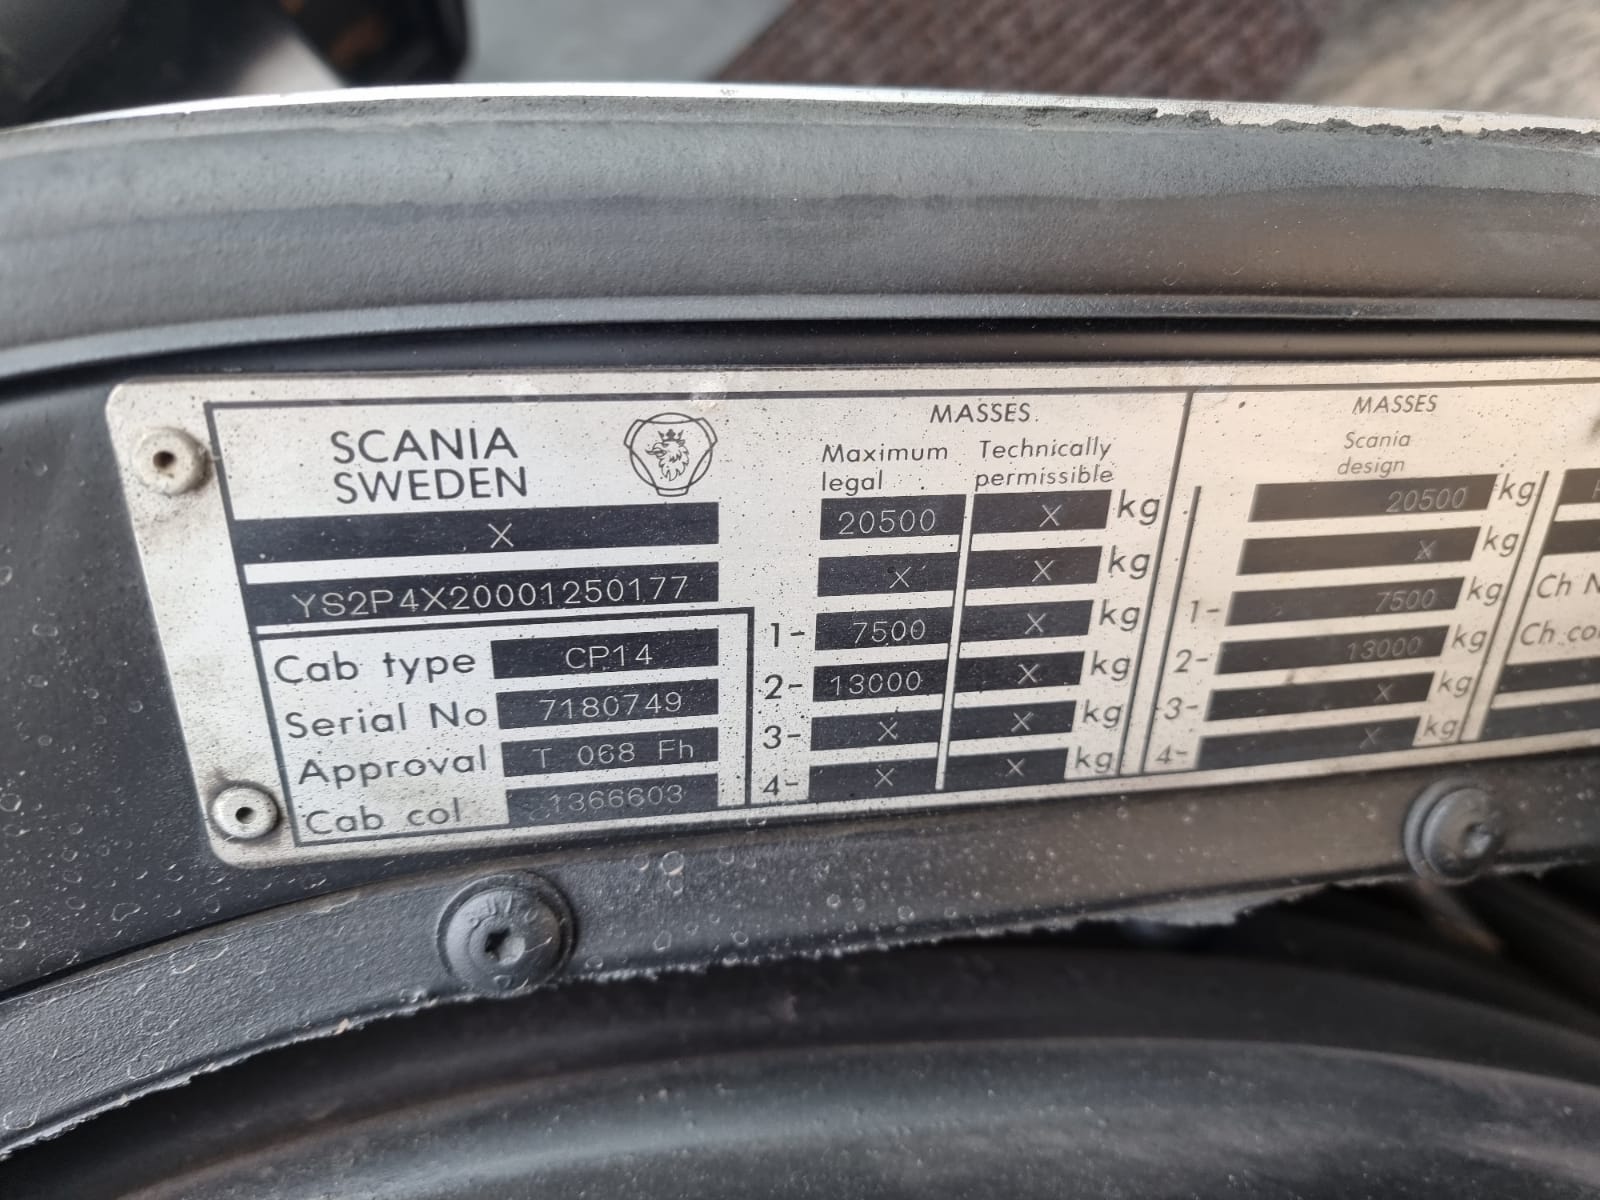 SCANIA
SWEDEN
X
YS2P4X20001250177
Cab type CP14
Serial No 7180749
Approval T 068 Fh
Cab col 1366603
MASSES
Maximum legal Technically permissible
20500 X kg
X X kg
1- 7500 X kg
2- 13000 X kg
3- X X kg
4- X X kg
MASSES
Scania
design
20500 kg
X kg
1- 7500 kg
2- 13000 kg
3- X kg
4- X kg
Ch
Ch co